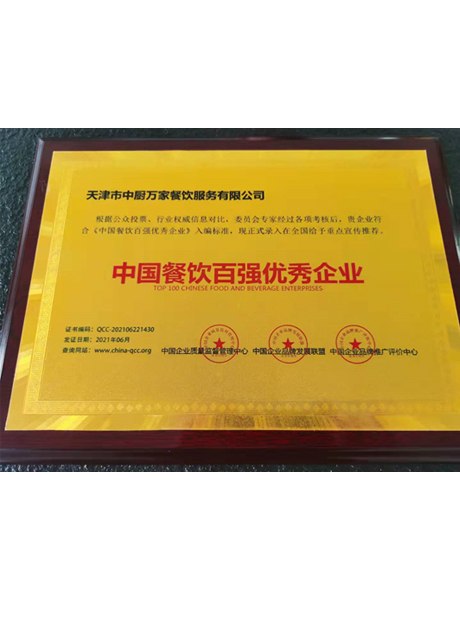 天津市中厨万家餐饮服务有限公司
根据公众投票、行业权威信息对比，委员会专家经过各项考核后，贵企业符
合《中国餐饮百强优秀企业》入编标准，现正式录入在全国给予重点宣传推荐。
中国餐饮百强优秀企业
TOP 100 CHINESE FOOD AND BEVERAGE ENTERPRISES
证书编码：QCC-202106221430
发证日期：2021年06月
查询网站：www.china-qcc.org 中国企业质量监督管理中心 中国企业品牌发展联盟 中国企业品牌推广评价中心